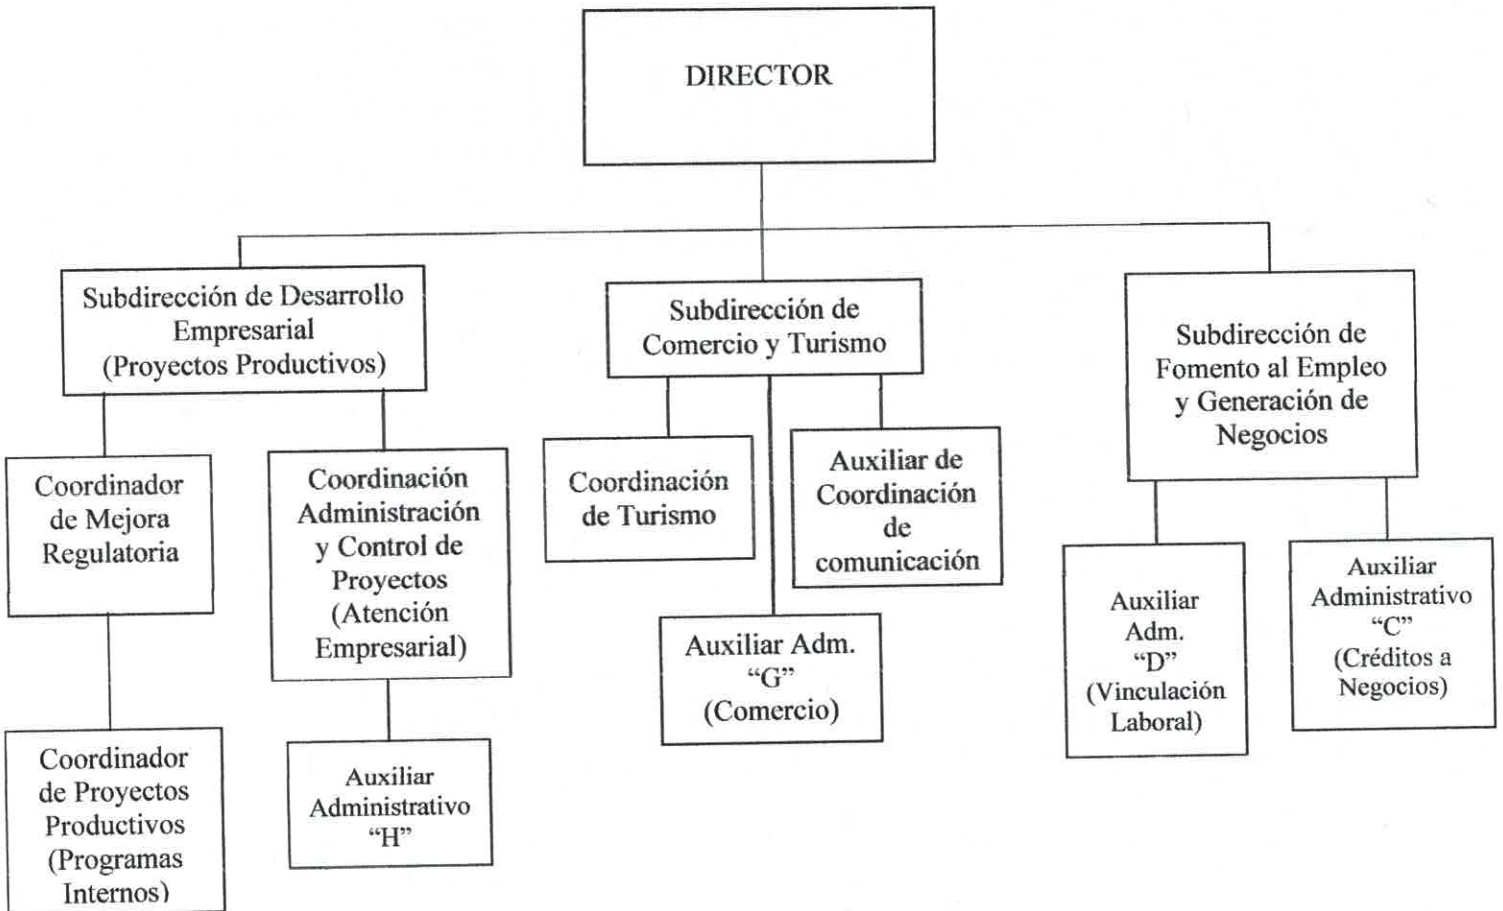 DIRECTOR
Subdirección de Desarrollo
Empresarial
(Proyectos Productivos)
Subdirección de
Comercio y Turismo
Subdirección de
Fomento al Empleo
y Generación de
Negocios
Coordinador
de Mejora
Regulatoria
Coordinación
Administración
y Control de
Proyectos
(Atención
Empresarial)
Coordinación
de Turismo
Auxiliar de
Coordinación
de
comunicación
Auxiliar Adm.
“G”
(Comercio)
Auxiliar
Adm.
“D”
(Vinculación
Laboral)
Auxiliar
Administrativo
“C”
(Créditos a
Negocios)
Coordinador
de Proyectos
Productivos
(Programas
Internos)
Auxiliar
Administrativo
“H”